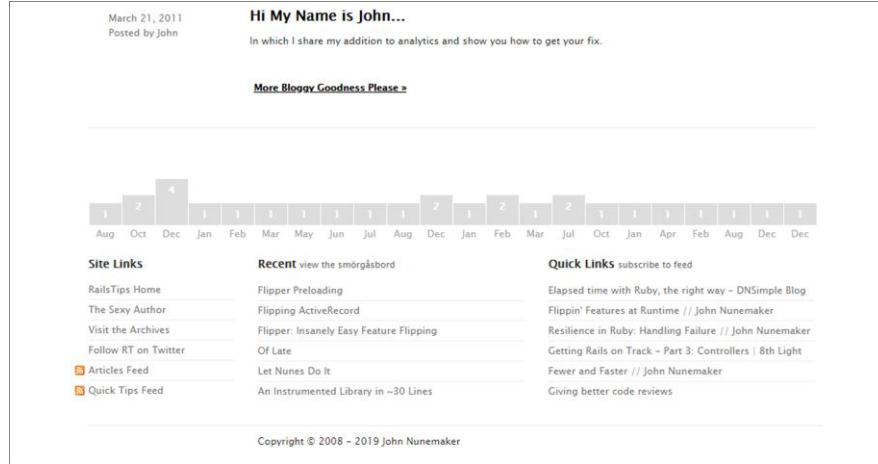 March 21, 2011
Posted by John
Hi My Name is John...
In which I share my addition to analytics and show you how to get your fix.
More Bloggy Goodness Please »
1 2 4 1 1 1 1 1 1 1 2 1 2 1 2 1 1 1 1 1 1 1
Aug Oct Dec Jan Feb Mar May Jun Jul Aug Dec Jan Feb Mar Jul Oct Jan Apr Feb Aug Dec Dec
Site Links
RailsTips Home
The Sexy Author
Visit the Archives
Follow RT on Twitter
Articles Feed
Quick Tips Feed
Recent view the smörgåsbord
Flipper Preloading
Flipping ActiveRecord
Flipper: Insanely Easy Feature Flipping
Of Late
Let Nunes Do It
An Instrumented Library in ~30 Lines
Quick Links subscribe to feed
Elapsed time with Ruby, the right way - DNSimple Blog
Flippin' Features at Runtime // John Nunemaker
Resilience in Ruby: Handling Failure // John Nunemaker
Getting Rails on Track - Part 3: Controllers | 8th Light
Fewer and Faster // John Nunemaker
Giving better code reviews
Copyright © 2008 - 2019 John Nunemaker